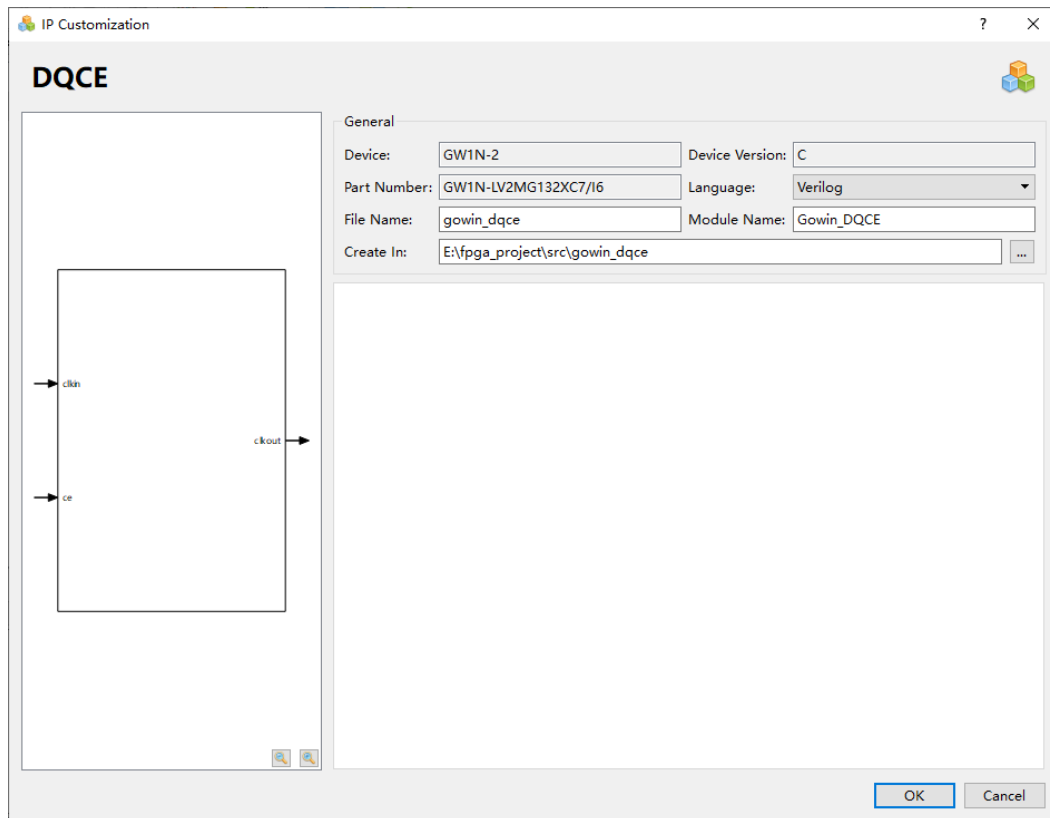 IP Customization
?
DQCE
General
Device: GW1N-2 Device Version: C
Part Number: GW1N-LV2MG132XC7/I6 Language: Verilog
File Name: gowin_dqce Module Name: Gowin_DQCE
Create In: E:\fpga_project\src\gowin_dqce ...
clkin
clkout
ce
OK Cancel